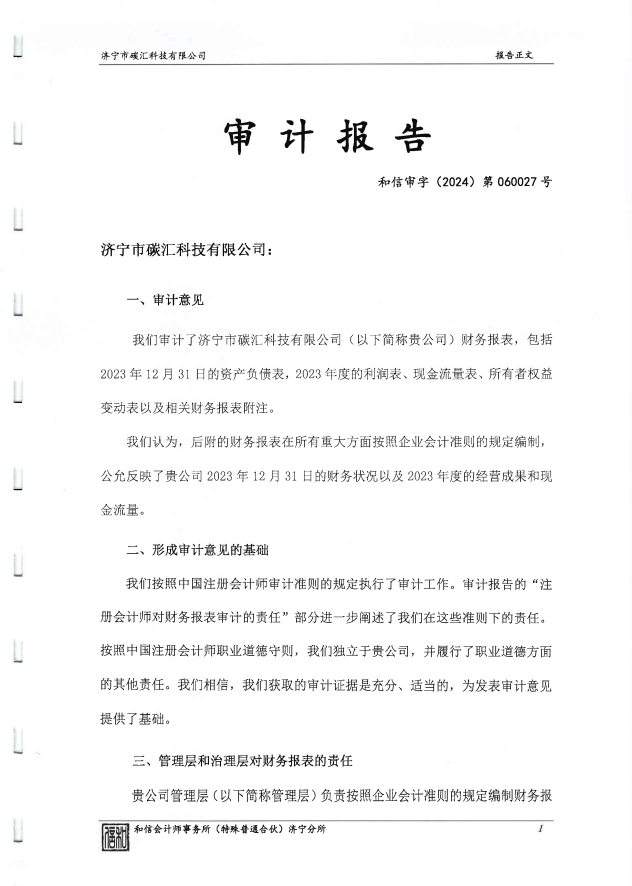 济宁市碳汇科技有限公司 报告正文
审计报告
和信审字（2024）第 060027 号
济宁市碳汇科技有限公司：
一、审计意见
我们审计了济宁市碳汇科技有限公司（以下简称贵公司）财务报表，包括
2023 年 12 月 31 日的资产负债表，2023 年度的利润表、现金流量表、所有者权益
变动表以及相关财务报表附注。
我们认为，后附的财务报表在所有重大方面按照企业会计准则的规定编制，
公允反映了贵公司 2023 年 12 月 31 日的财务状况以及 2023 年度的经营成果和现
金流量。
二、形成审计意见的基础
我们按照中国注册会计师审计准则的规定执行了审计工作。审计报告的“注
册会计师对财务报表审计的责任”部分进一步阐述了我们在这些准则下的责任。
按照中国注册会计师职业道德守则，我们独立于贵公司，并履行了职业道德方面
的其他责任。我们相信，我们获取的审计证据是充分、适当的，为发表审计意见
提供了基础。
三、管理层和治理层对财务报表的责任
贵公司管理层（以下简称管理层）负责按照企业会计准则的规定编制财务报
和信会计师事务所（特殊普通合伙）济宁分所 1